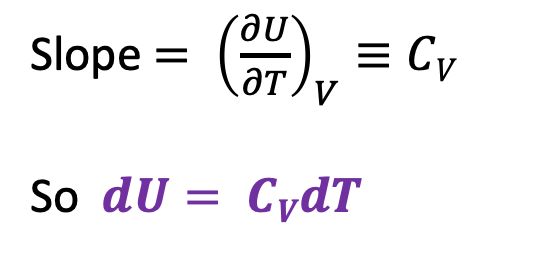 Slope = (∂U/∂T)_V ≡ C_V
So dU = C_V dT